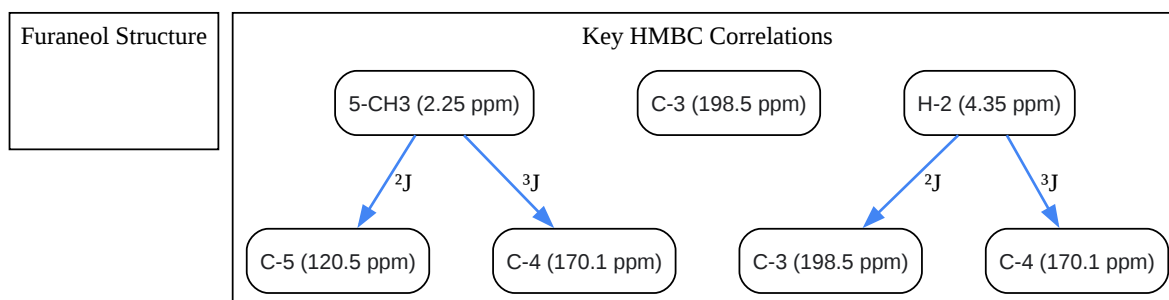 Furaneol Structure
Key HMBC Correlations
5-CH3 (2.25 ppm)
C-3 (198.5 ppm)
H-2 (4.35 ppm)
²J
³J
²J
³J
C-5 (120.5 ppm)
C-4 (170.1 ppm)
C-3 (198.5 ppm)
C-4 (170.1 ppm)